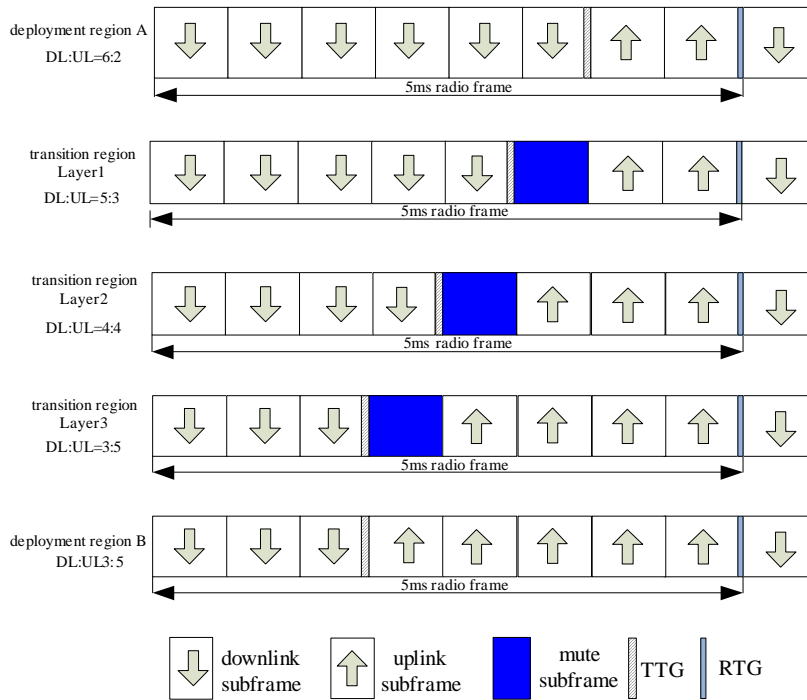 deployment region A
DL:UL=6:2
5ms radio frame
transition region
Layer1
DL:UL=5:3
5ms radio frame
transition region
Layer2
DL:UL=4:4
5ms radio frame
transition region
Layer3
DL:UL=3:5
5ms radio frame
deployment region B
DL:UL3:5
5ms radio frame
downlink
subframe
uplink
subframe
mute
subframe
TTG
RTG